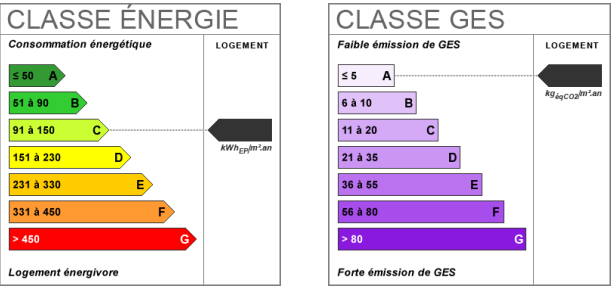 CLASSE ÉNERGIE
Consommation énergétique
LOGEMENT
≤ 50 A
51 à 90 B
91 à 150 C
kWhEP/m².an
151 à 230 D
231 à 330 E
331 à 450 F
> 450 G
Logement énergivore
CLASSE GES
Faible émission de GES
LOGEMENT
≤ 5 A
kgéqCO2/m².an
6 à 10 B
11 à 20 C
21 à 35 D
36 à 55 E
56 à 80 F
> 80 G
Forte émission de GES